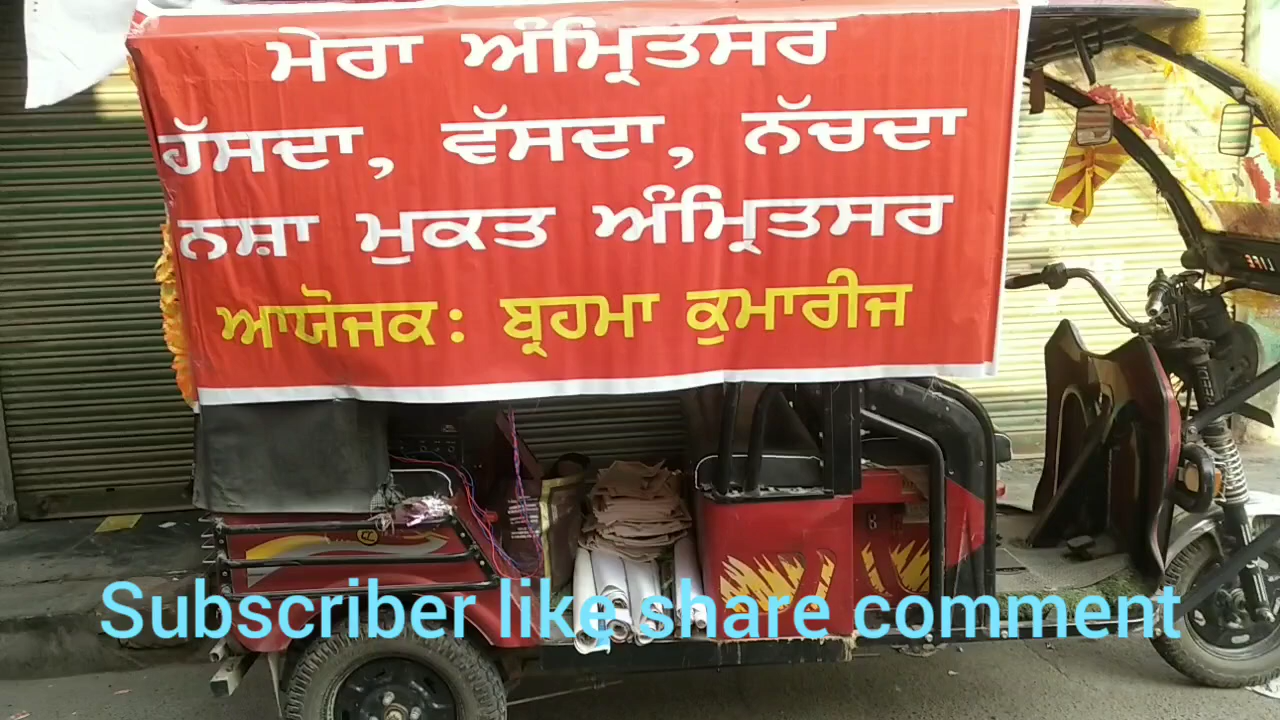 ਮੇਰਾ ਅੰਮ੍ਰਿਤਸਰ
ਹੱਸਦਾ, ਵੱਸਦਾ, ਨੱਚਦਾ
ਨਸ਼ਾ ਮੁਕਤ ਅੰਮ੍ਰਿਤਸਰ
ਆਯੋਜਕ: ਬ੍ਰਹਮਾ ਕੁਮਾਰੀਜ
Subscriber like share comment